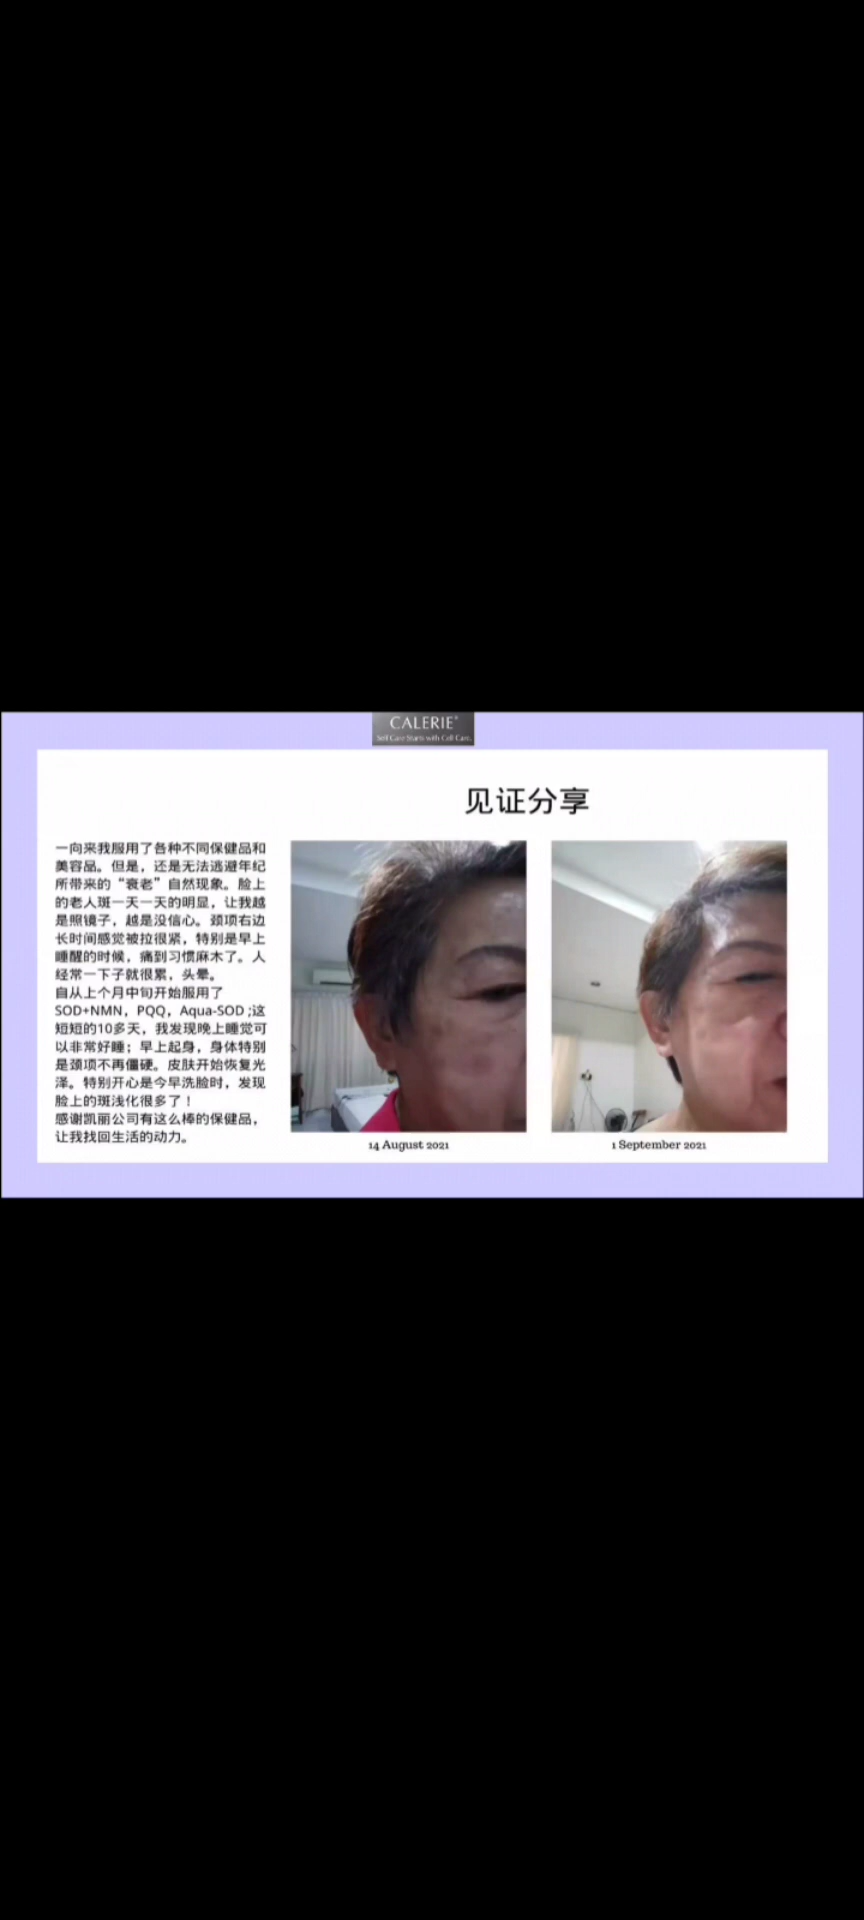 CALERIE®
Self Care Starts with Cell Care.
见证分享
一向来我服用了各种不同保健品和
美容品。但是，还是无法逃避年纪
所带来的“衰老”自然现象。脸上
的老人斑一天一天的明显，让我越
是照镜子，越是没信心。颈项右边
长时间感觉被拉很紧，特别是早上
睡醒的时候，痛到习惯麻木了。人
经常一下子就很累，头晕。
自从上个月中旬开始服用了
SOD+NMN，PQQ，Aqua-SOD ;这
短短的10多天，我发现晚上睡觉可
以非常好睡；早上起身，身体特别
是颈项不再僵硬。皮肤开始恢复光
泽。特别开心是今早洗脸时，发现
脸上的斑浅化很多了！
感谢凯丽公司有这么棒的保健品，
让我找回生活的动力。
14 August 2021
1 September 2021